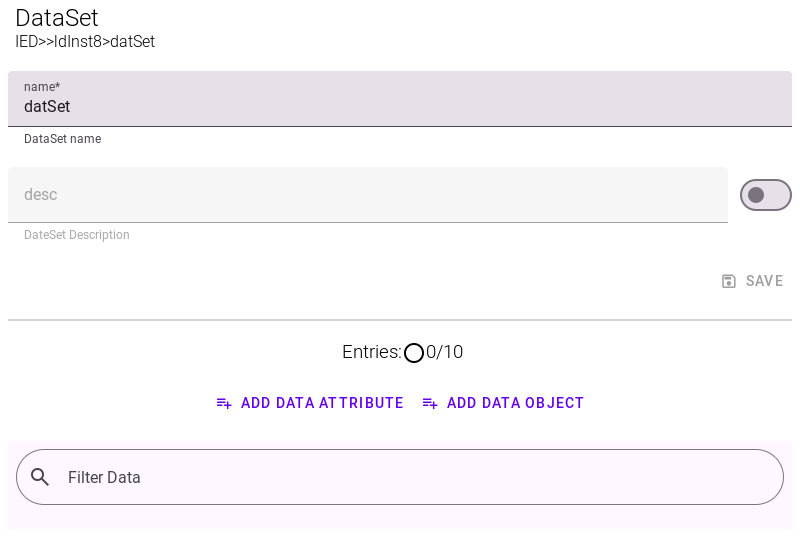 DataSet
IED>>ldInst8>datSet
name*
datSet
DataSet name
desc
DateSet Description
SAVE
Entries: 0/10
ADD DATA ATTRIBUTE ADD DATA OBJECT
Filter Data